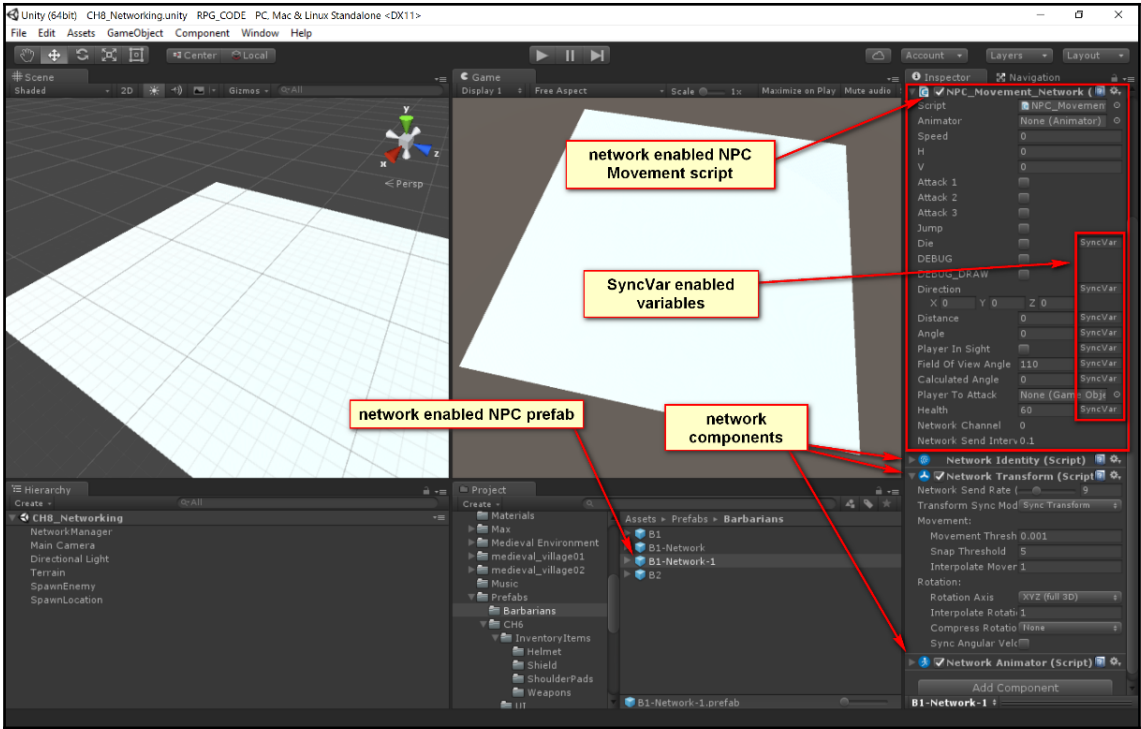 Unity (64bit) CH8_Networking.unity RPG_CODE PC, Mac & Linux Standalone <DX11>
File Edit Assets GameObject Component Window Help
Center Local
Account Layers Layout
Scene
Shaded 2D Gizmos All
y
z
x
Persp
Game
Display 1 Free Aspect Scale 1x Maximize on Play Mute audio
network enabled NPC
Movement script
SyncVar enabled
variables
network enabled NPC prefab
network
components
Hierarchy
Create All
CH8_Networking
NetworkManager
Main Camera
Directional Light
Terrain
SpawnEnemy
SpawnLocation
Project
Create
Materials
Max
Medieval Environment
medieval_village01
medieval_village02
Music
Prefabs
Barbarians
CH6
InventoryItems
Helmet
Shield
ShoulderPads
Weapons
UI
Assets Prefabs Barbarians
B1
B1-Network
B1-Network-1
B2
B1-Network-1.prefab
Inspector Navigation
NPC_Movement_Network (
Script NPC_Movemen
Animator None (Animator)
Speed 0
H 0
V 0
Attack 1
Attack 2
Attack 3
Jump
Die SyncVar
DEBUG
DEBUG_DRAW
Direction SyncVar
X 0 Y 0 Z 0
Distance 0 SyncVar
Angle 0 SyncVar
Player In Sight SyncVar
Field Of View Angle 110 SyncVar
Calculated Angle 0 SyncVar
Player To Attack None (Game Obje
Health 60 SyncVar
Network Channel 0
Network Send Interv 0.1
Network Identity (Script)
Network Transform (Script
Network Send Rate ( 9
Transform Sync Mod Sync Transform
Movement:
Movement Thresh 0.001
Snap Threshold 5
Interpolate Mover 1
Rotation:
Rotation Axis XYZ (full 3D)
Interpolate Rotati 1
Compress Rotatio None
Sync Angular Velc
Network Animator (Script)
Add Component
B1-Network-1